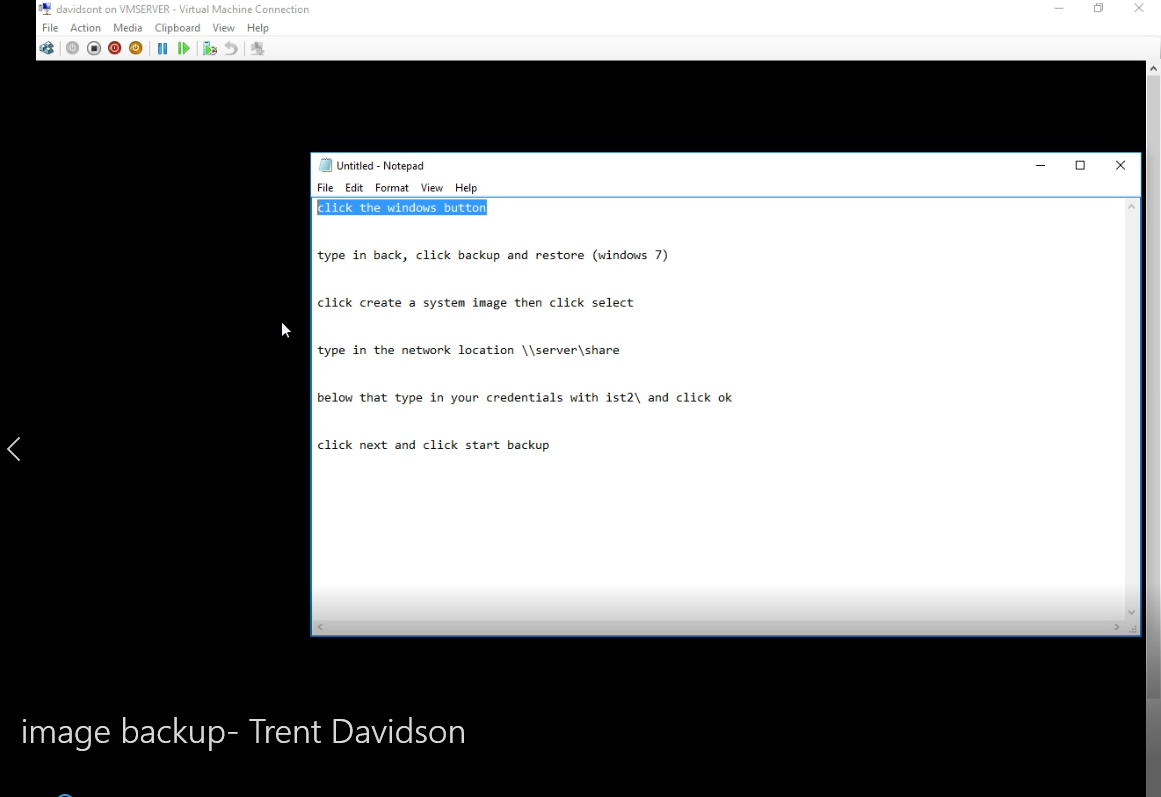 davidsont on VMSERVER - Virtual Machine Connection
File Action Media Clipboard View Help
Untitled - Notepad
File Edit Format View Help
click the windows button
type in back, click backup and restore (windows 7)
click create a system image then click select
type in the network location \\server\share
below that type in your credentials with ist2\ and click ok
click next and click start backup
image backup- Trent Davidson